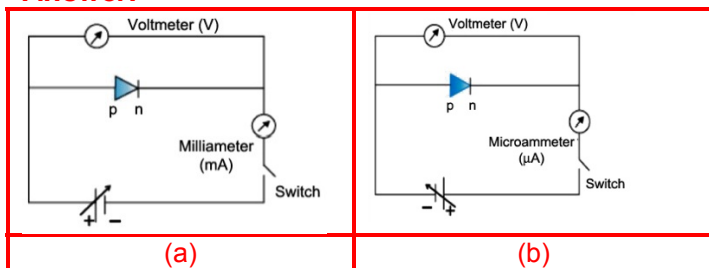 Voltmeter (V)
p n
Milliameter
(mA)
Switch
+ -
(a)
Voltmeter (V)
p n
Microammeter
(μA)
Switch
- +
(b)